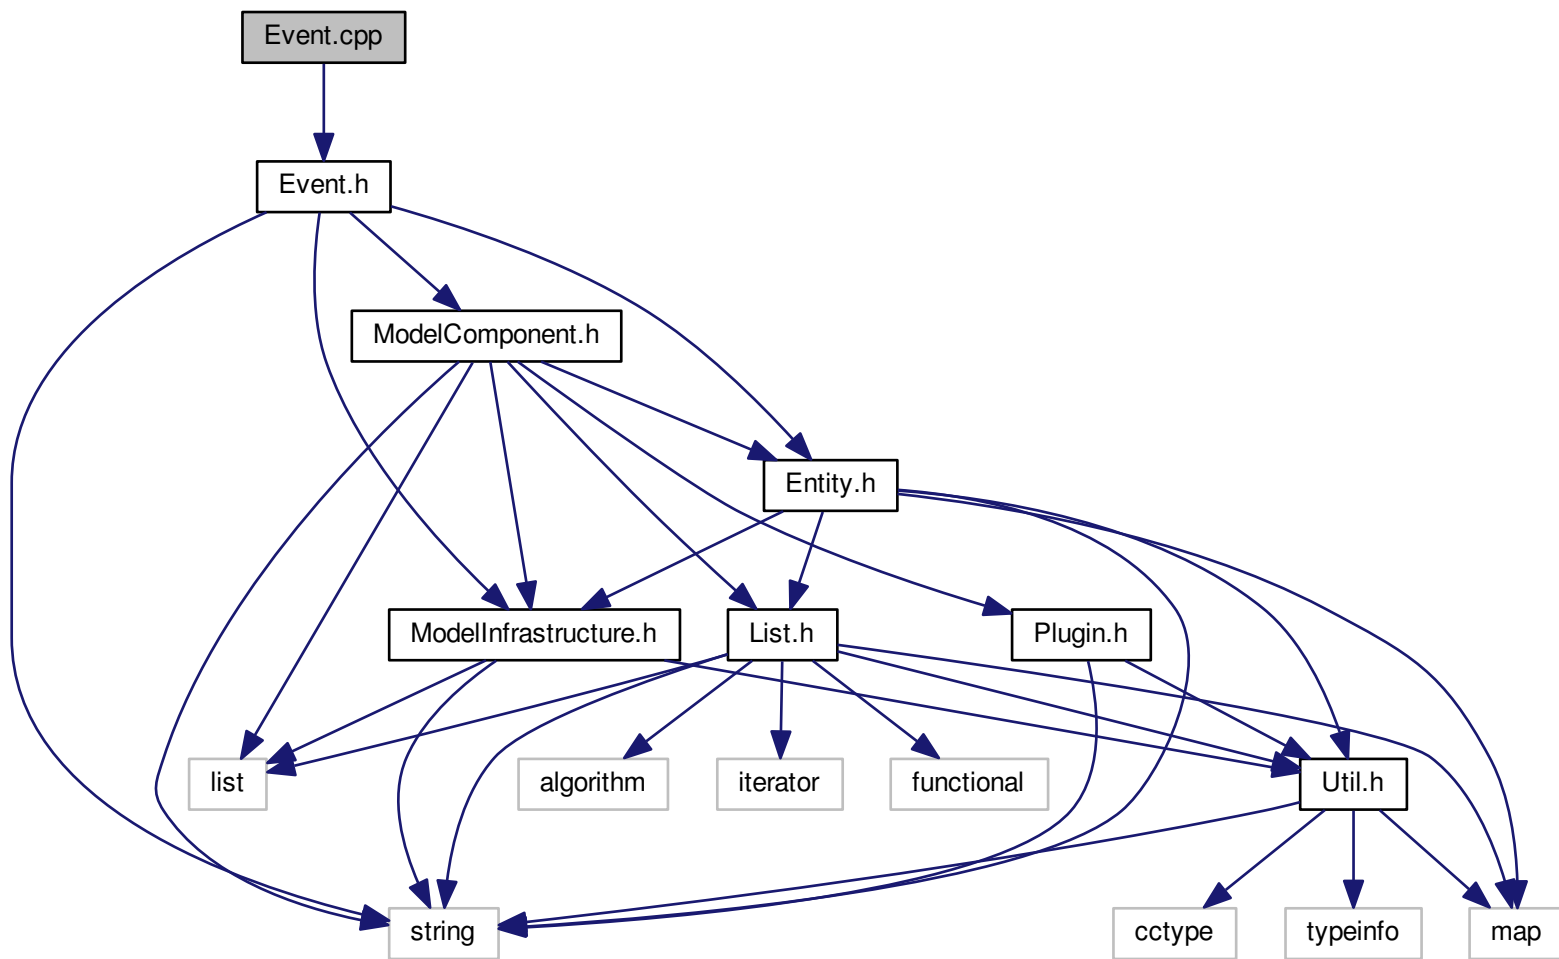 Event.cpp
Event.h
ModelComponent.h
Entity.h
ModelInfrastructure.h
List.h
Plugin.h
list
algorithm
iterator
functional
Util.h
string
cctype
typeinfo
map